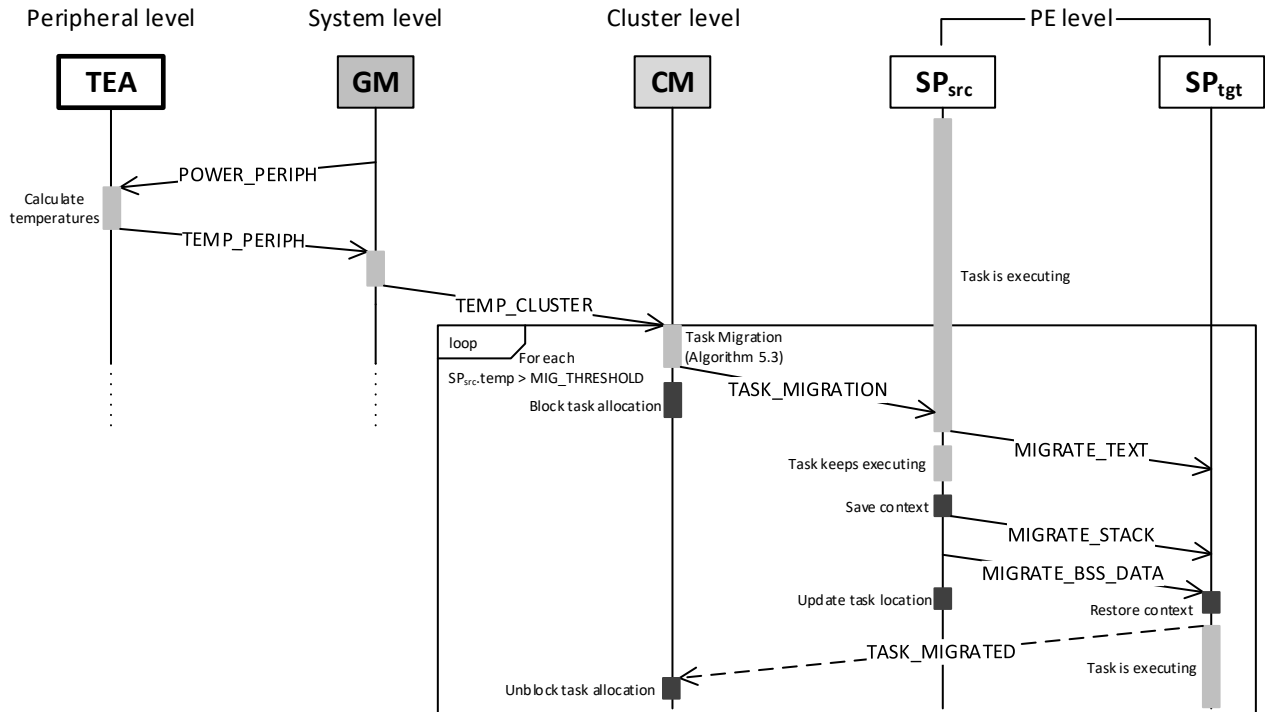 Peripheral level
System level
Cluster level
PE level
TEA
GM
CM
SPsrc
SPtgt
POWER_PERIPH
Calculate
temperatures
TEMP_PERIPH
Task is executing
TEMP_CLUSTER
loop
Task Migration
(Algorithm 5.3)
For each
SPsrc.temp > MIG_THRESHOLD
TASK_MIGRATION
Block task allocation
MIGRATE_TEXT
Task keeps executing
Save context
MIGRATE_STACK
MIGRATE_BSS_DATA
Update task location
Restore context
TASK_MIGRATED
Task is executing
Unblock task allocation